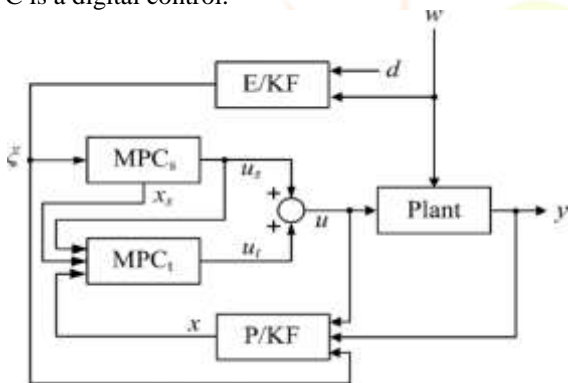 C is a digital control.
w
E/KF
d
ξ
MPCs
us
xs
+
+
u
Plant
y
MPCt
ut
x
P/KF